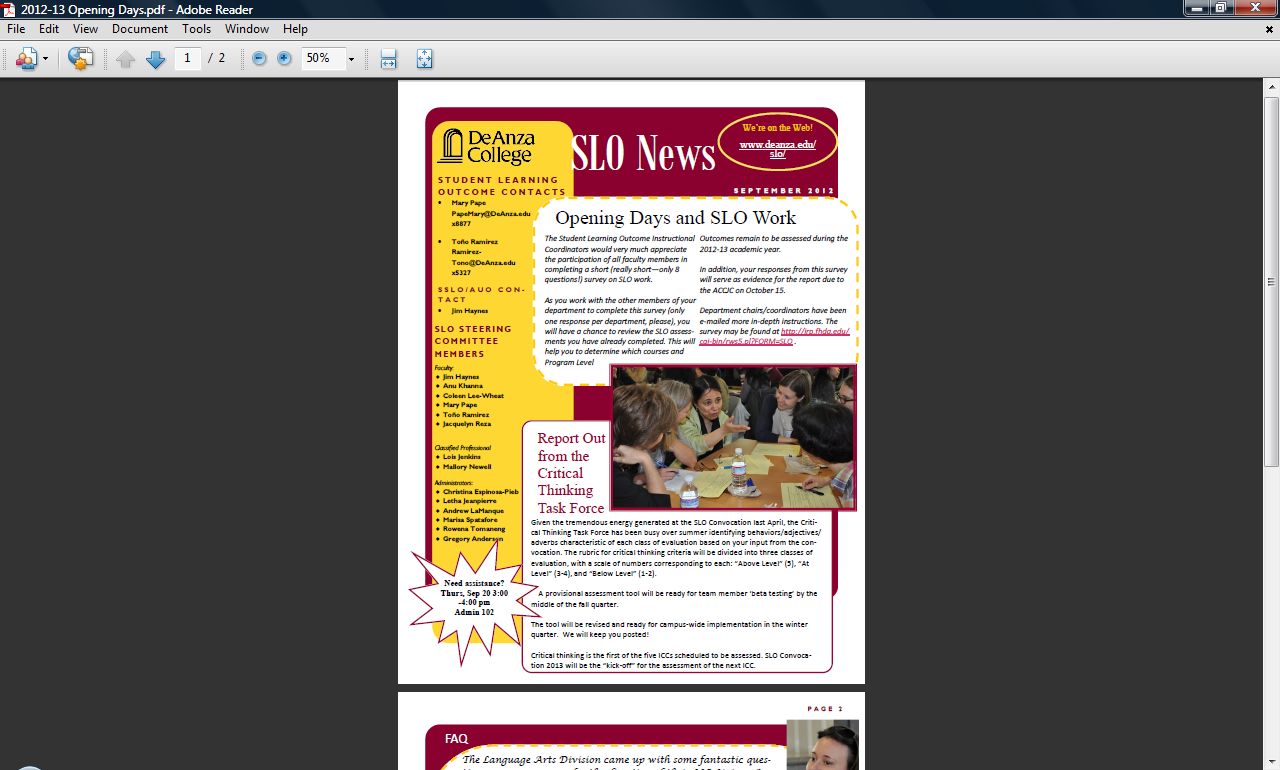 2012-13 Opening Days.pdf - Adobe Reader
File Edit View Document Tools Window Help
1 / 2 50%
DeAnza
College
SLO News
We're on the Web!
www.deanza.edu/
slo/
SEPTEMBER 2012
STUDENT LEARNING
OUTCOME CONTACTS
• Mary Pape
PapeMary@DeAnza.edu
x8877
• Toño Ramirez
Ramirez-
Tono@DeAnza.edu
x5327
SSLO/AUO CON-
TACT
• Jim Haynes
SLO STEERING
COMMITTEE
MEMBERS
Faculty:
• Jim Haynes
• Anu Khanna
• Coleen Lee-Wheat
• Mary Pape
• Toño Ramirez
• Jacquelyn Reza
Classified Professional
• Lois Jenkins
• Mallory Newell
Administrators:
• Christina Espinosa-Pieb
• Letha Jeanpierre
• Andrew LaManque
• Marisa Spatafore
• Rowena Tomaneng
• Gregory Anderson
Need assistance?
Thurs, Sep 20 3:00
-4:00 pm
Admin 102
Opening Days and SLO Work
The Student Learning Outcome Instructional
Coordinators would very much appreciate
the participation of all faculty members in
completing a short (really short—only 8
questions!) survey on SLO work.
As you work with the other members of your
department to complete this survey (only
one response per department, please), you
will have a chance to review the SLO assess-
ments you have already completed. This will
help you to determine which courses and
Program Level
Outcomes remain to be assessed during the
2012-13 academic year.
In addition, your responses from this survey
will serve as evidence for the report due to
the ACCJC on October 15.
Department chairs/coordinators have been
e-mailed more in-depth instructions. The
survey may be found at http://irp.fhda.edu/
cgi-bin/rws5.pl?FORM=SLO .
Report Out
from the
Critical
Thinking
Task Force
Given the tremendous energy generated at the SLO Convocation last April, the Criti-
cal Thinking Task Force has been busy over summer identifying behaviors/adjectives/
adverbs characteristic of each class of evaluation based on your input from the con-
vocation. The rubric for critical thinking criteria will be divided into three classes of
evaluation, with a scale of numbers corresponding to each: “Above Level” (5), “At
Level” (3-4), and “Below Level” (1-2).
A provisional assessment tool will be ready for team member ‘beta testing’ by the
middle of the fall quarter.
The tool will be revised and ready for campus-wide implementation in the winter
quarter. We will keep you posted!
Critical thinking is the first of the five ICCs scheduled to be assessed. SLO Convoca-
tion 2013 will be the “kick-off” for the assessment of the next ICC.
PAGE 2
FAQ
The Language Arts Division came up with some fantastic ques-